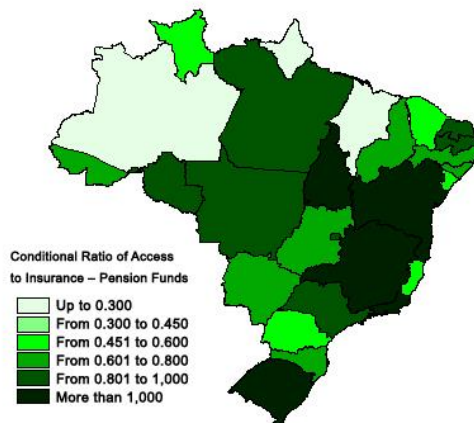 Conditional Ratio of Access
to Insurance – Pension Funds
Up to 0.300
From 0.300 to 0.450
From 0.451 to 0.600
From 0.601 to 0.800
From 0.801 to 1,000
More than 1,000